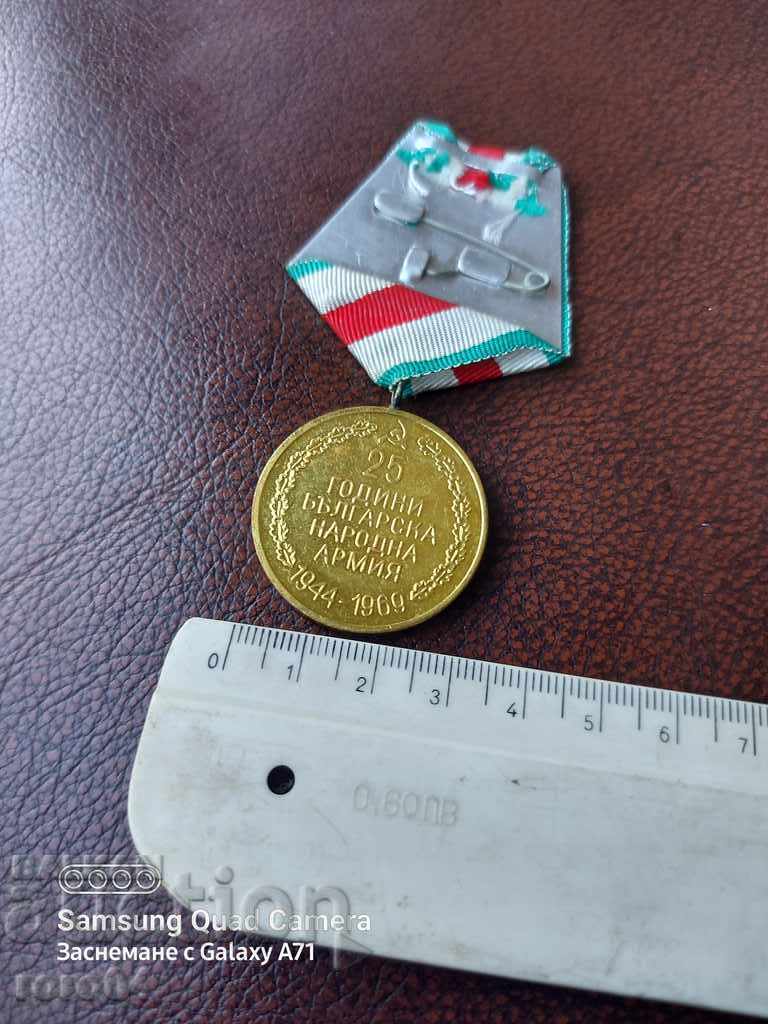 25
ГОДИНИ
БЪЛГАРСКА
НАРОДНА
АРМИЯ
1944-1969
0 1 2 3 4 5 6 7
0,60ЛВ
auction
Samsung Quad Camera
Заснемане с Galaxy A71